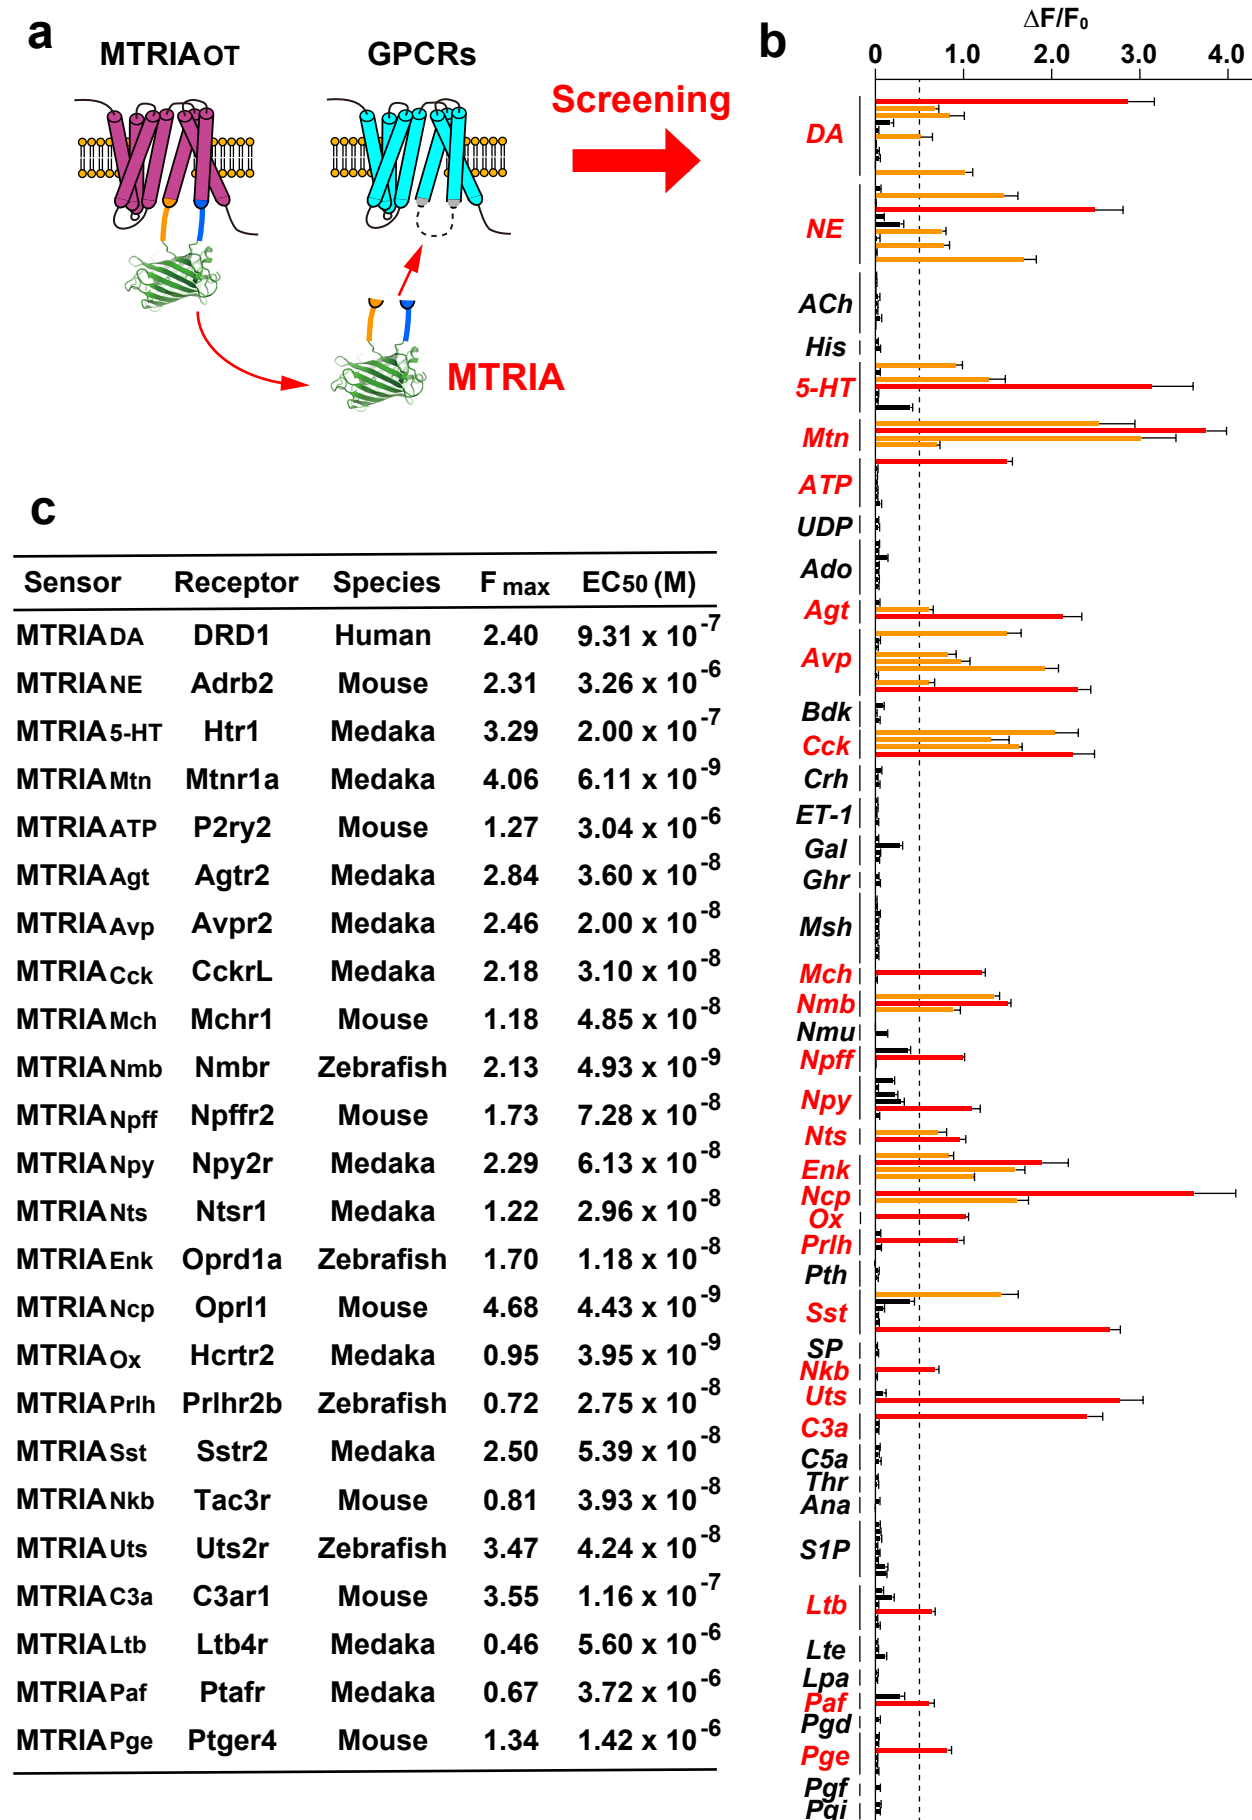 a
MTRIAOT
GPCRs
Screening
MTRIA
b
ΔF/F0
0 1.0 2.0 3.0 4.0
DA
NE
ACh
His
5-HT
Mtn
ATP
UDP
Ado
Agt
Avp
Bdk
Cck
Crh
ET-1
Gal
Ghr
Msh
Mch
Nmb
Nmu
Npff
Npy
Nts
Enk
Ncp
Ox
Prlh
Pth
Sst
SP
Nkb
Uts
C3a
C5a
Thr
Ana
S1P
Ltb
Lte
Lpa
Paf
Pgd
Pge
Pgf
Pgi
c
Sensor Receptor Species F max EC50 (M)
MTRIADA DRD1 Human 2.40 9.31 x 10-7
MTRIANE Adrb2 Mouse 2.31 3.26 x 10-6
MTRIA5-HT Htr1 Medaka 3.29 2.00 x 10-7
MTRIAMtn Mtnr1a Medaka 4.06 6.11 x 10-9
MTRIAATP P2ry2 Mouse 1.27 3.04 x 10-6
MTRIAAgt Agtr2 Medaka 2.84 3.60 x 10-8
MTRIAAvp Avpr2 Medaka 2.46 2.00 x 10-8
MTRIACck CckrL Medaka 2.18 3.10 x 10-8
MTRIAMch Mchr1 Mouse 1.18 4.85 x 10-8
MTRIANmb Nmbr Zebrafish 2.13 4.93 x 10-9
MTRIANpff Npffr2 Mouse 1.73 7.28 x 10-8
MTRIANpy Npy2r Medaka 2.29 6.13 x 10-8
MTRIANts Ntsr1 Medaka 1.22 2.96 x 10-8
MTRIAEnk Oprd1a Zebrafish 1.70 1.18 x 10-8
MTRIANcp Oprl1 Mouse 4.68 4.43 x 10-9
MTRIAOx Hcrtr2 Medaka 0.95 3.95 x 10-9
MTRIAPrlh Prlhr2b Zebrafish 0.72 2.75 x 10-8
MTRIASst Sstr2 Medaka 2.50 5.39 x 10-8
MTRIANkb Tac3r Mouse 0.81 3.93 x 10-8
MTRIAUts Uts2r Zebrafish 3.47 4.24 x 10-8
MTRIAC3a C3ar1 Mouse 3.55 1.16 x 10-7
MTRIALtb Ltb4r Medaka 0.46 5.60 x 10-6
MTRIAPaf Ptafr Medaka 0.67 3.72 x 10-6
MTRIAPge Ptger4 Mouse 1.34 1.42 x 10-6